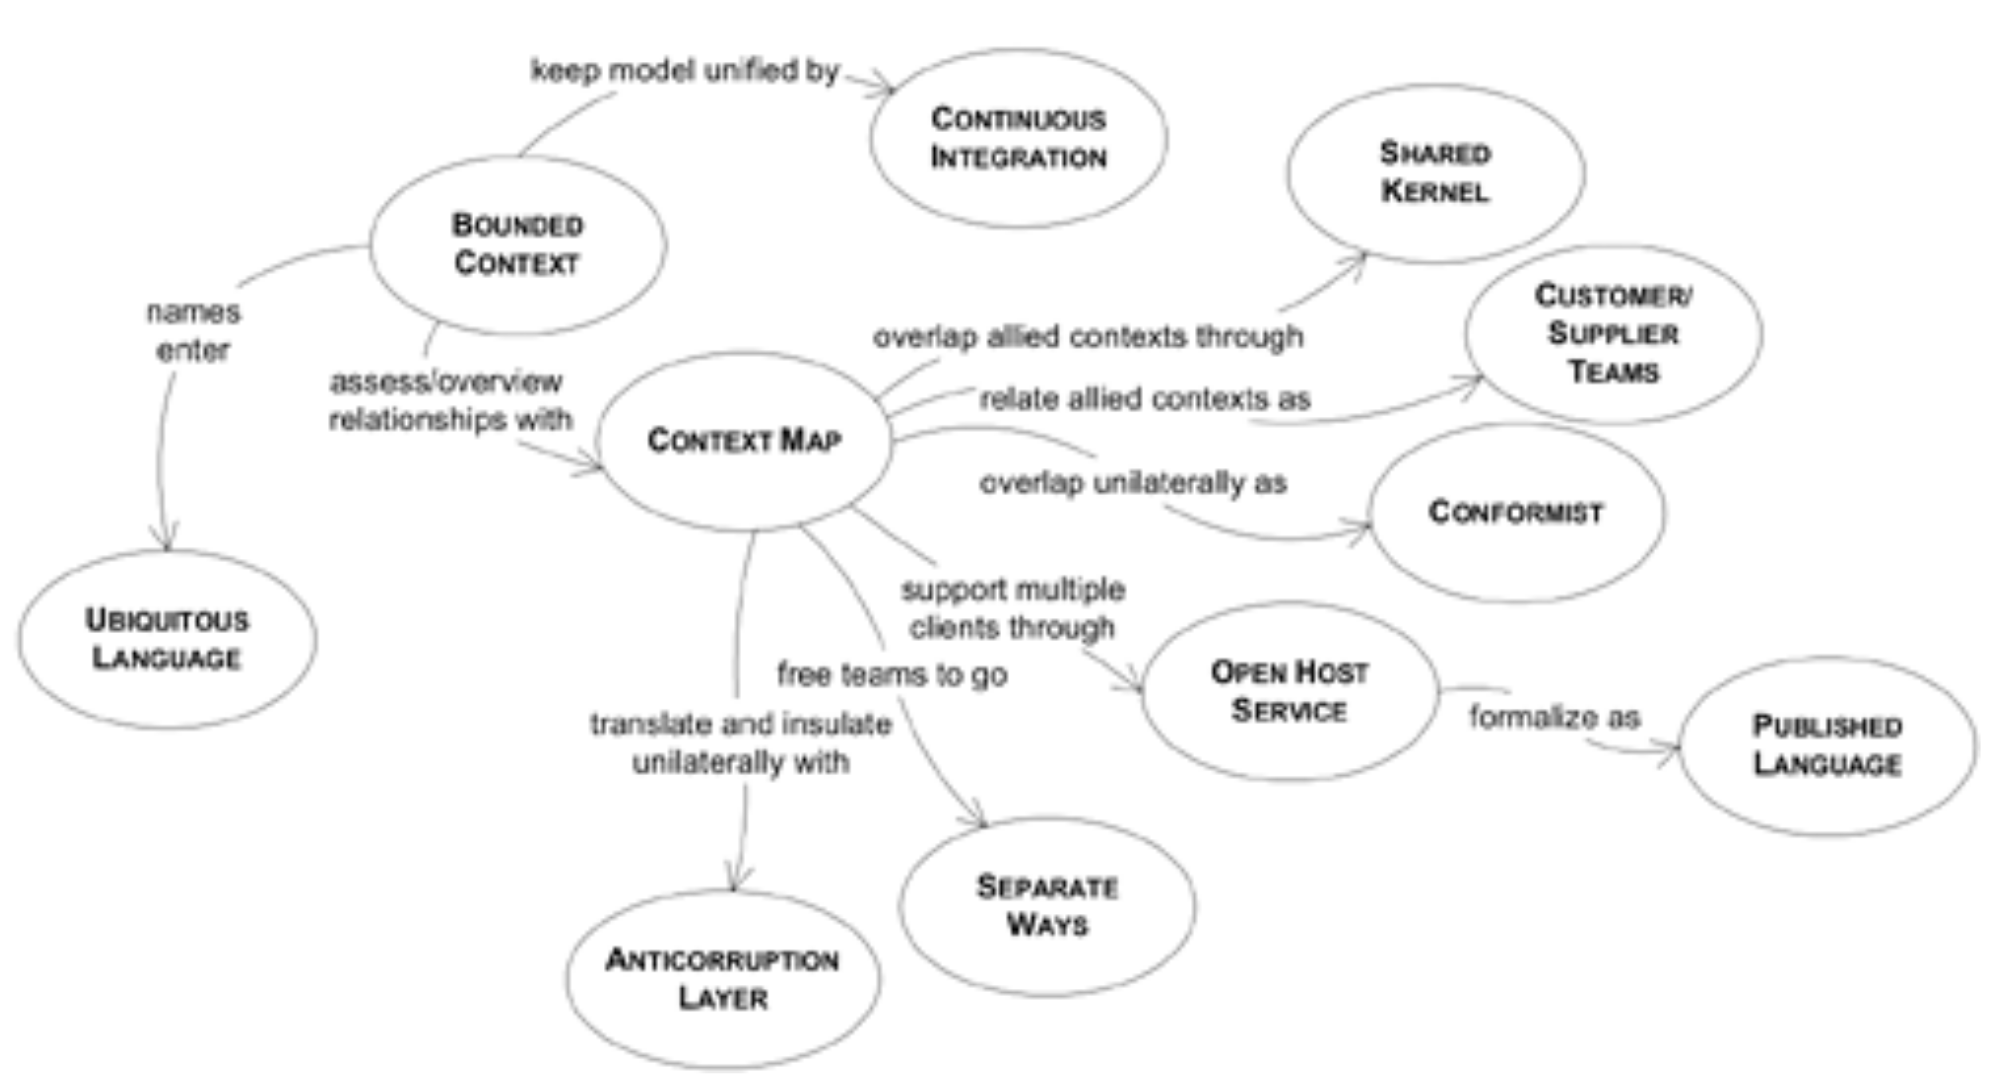 keep model unified by
CONTINUOUS
INTEGRATION
SHARED
KERNEL
BOUNDED
CONTEXT
CUSTOMER/
SUPPLIER
TEAMS
names
enter
overlap allied contexts through
assess/overview
relationships with
relate allied contexts as
CONTEXT MAP
overlap unilaterally as
CONFORMIST
support multiple
clients through
UBIQUITOUS
LANGUAGE
free teams to go
OPEN HOST
SERVICE
formalize as
PUBLISHED
LANGUAGE
translate and insulate
unilaterally with
SEPARATE
WAYS
ANTICORRUPTION
LAYER